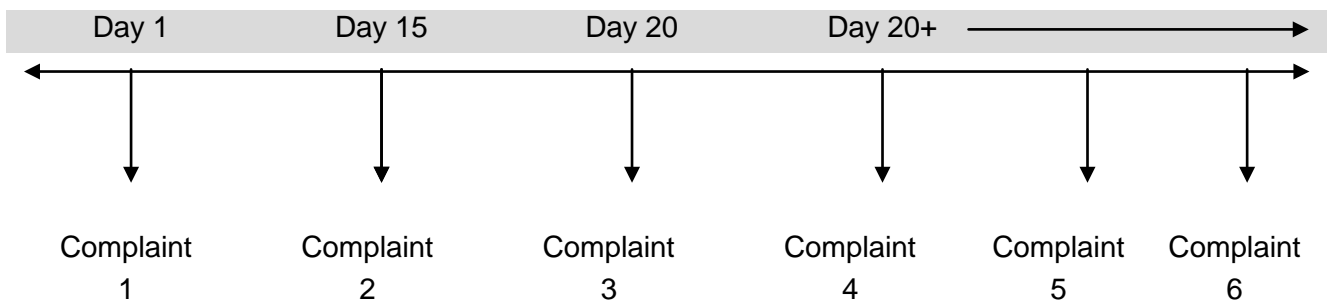 Day 1 Day 15 Day 20 Day 20+
Complaint Complaint Complaint Complaint Complaint Complaint
1 2 3 4 5 6